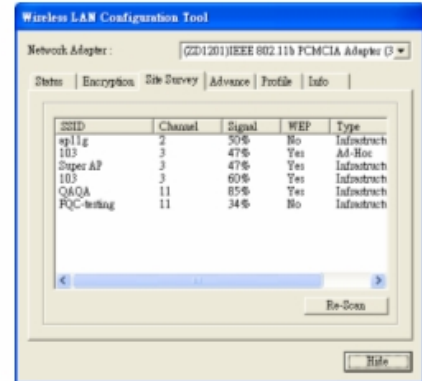 Wireless LAN Configuration Tool
Network Adapter : (ZD1201)IEEE 802.11b PCMCIA Adapter (3
Status Encryption Site Survey Advance Profile Info
SSID Channel Signal WEP Type
ep11g 2 50% No Infrastruct
103 3 47% Yes Ad-Hoc
Super AP 3 47% Yes Infrastruct
103 3 60% Yes Infrastruct
QAQA 11 85% Yes Infrastruct
FQC-testing 11 34% No Infrastruct
Re-Scan
Hide